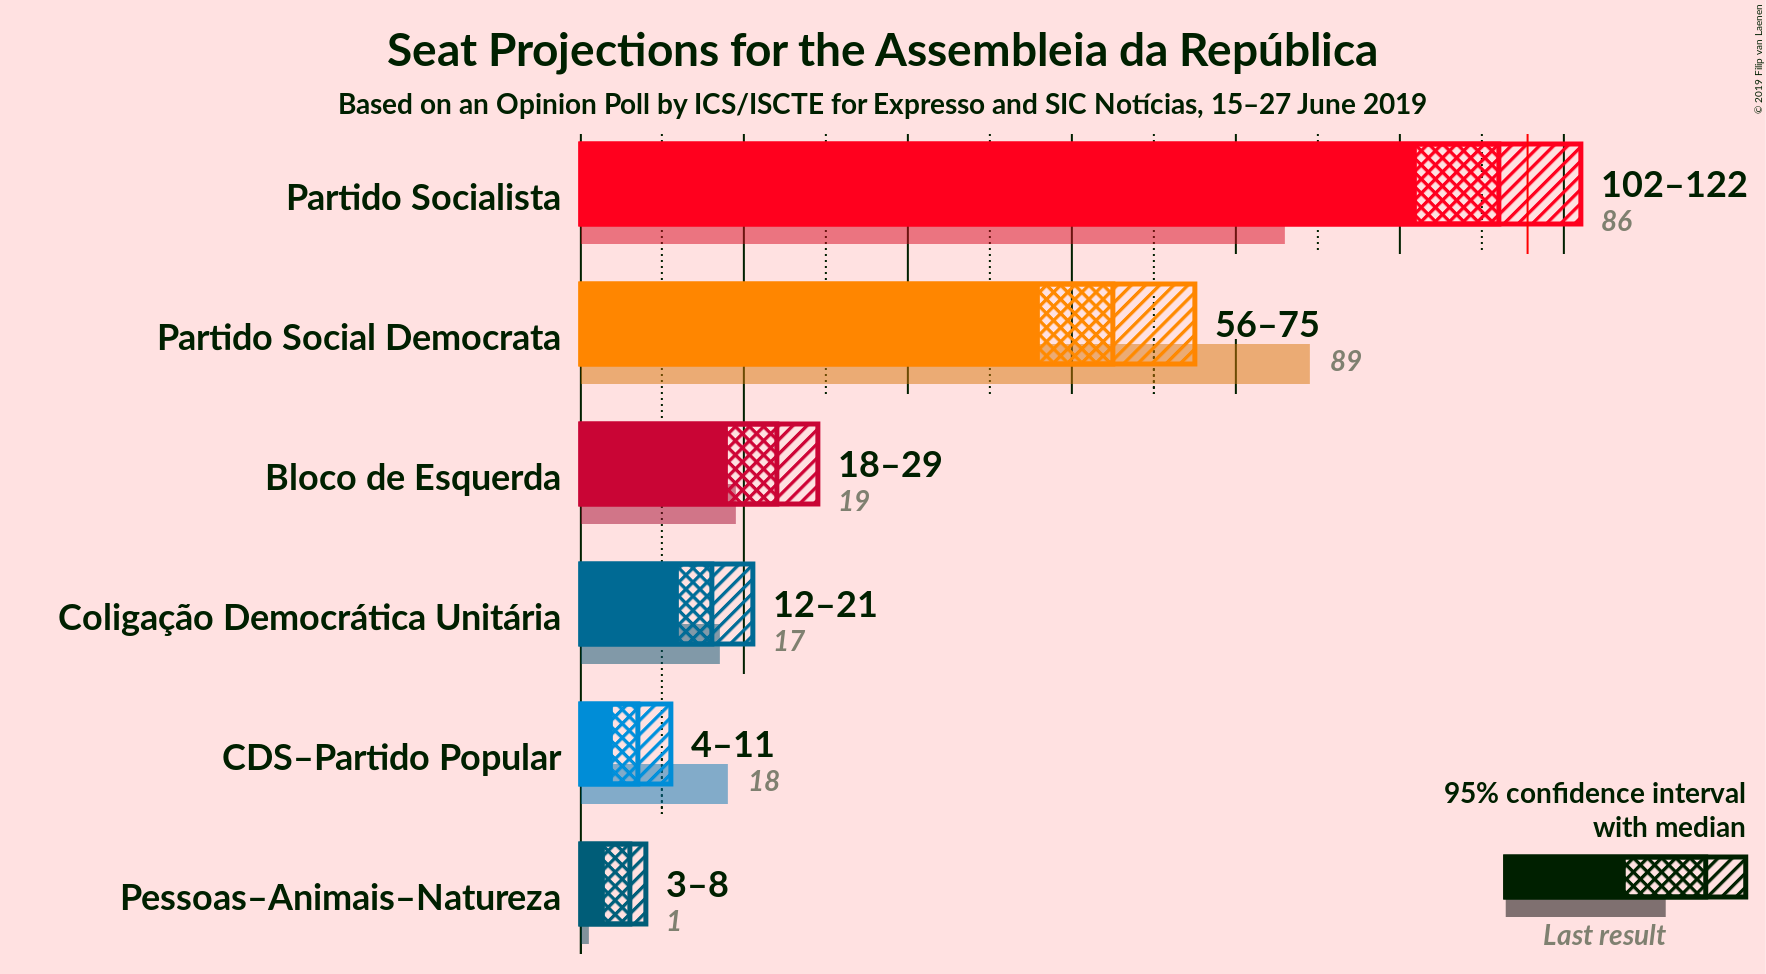 Seat Projections for the Assembleia da República
Based on an Opinion Poll by ICS/ISCTE for Expresso and SIC Notícias, 15–27 June 2019
© 2019 Filip van Laenen
Partido Socialista
102–122
86
Partido Social Democrata
56–75
89
Bloco de Esquerda
18–29
19
Coligação Democrática Unitária
12–21
17
CDS–Partido Popular
4–11
18
Pessoas–Animais–Natureza
3–8
1
95% confidence interval
with median
Last result